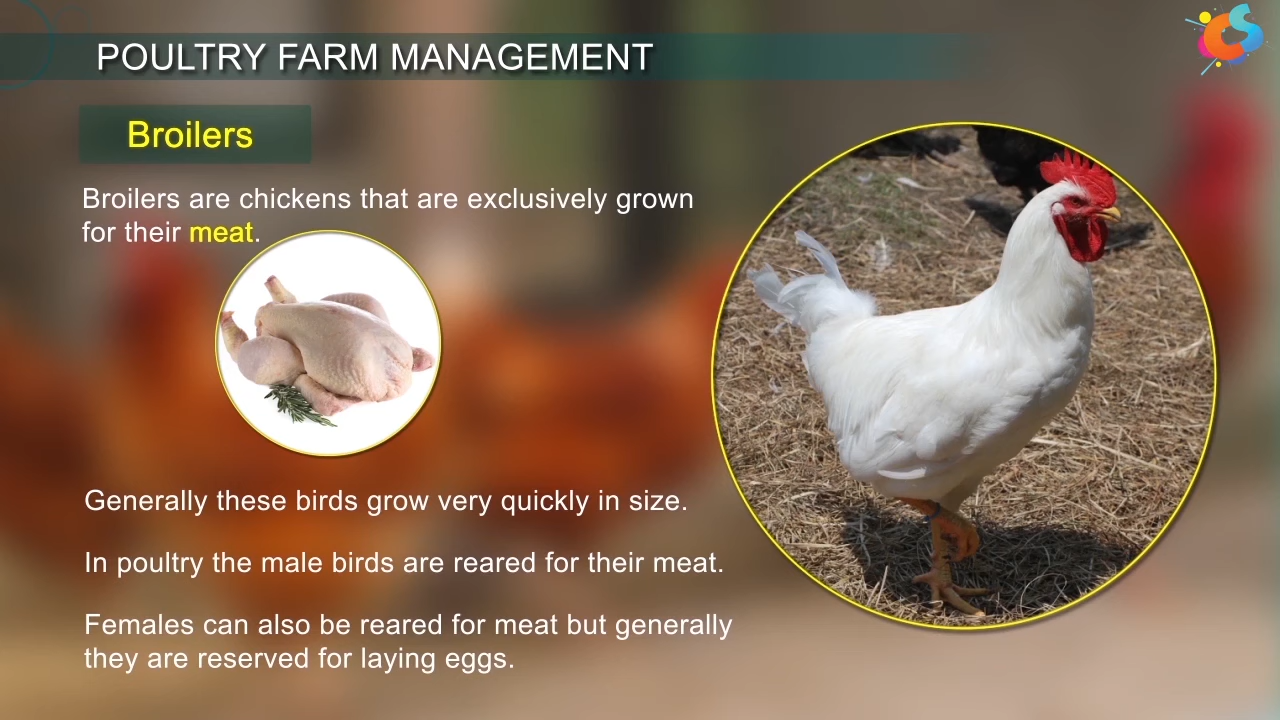 POULTRY FARM MANAGEMENT
Broilers
Broilers are chickens that are exclusively grown
for their meat.
Generally these birds grow very quickly in size.
In poultry the male birds are reared for their meat.
Females can also be reared for meat but generally
they are reserved for laying eggs.